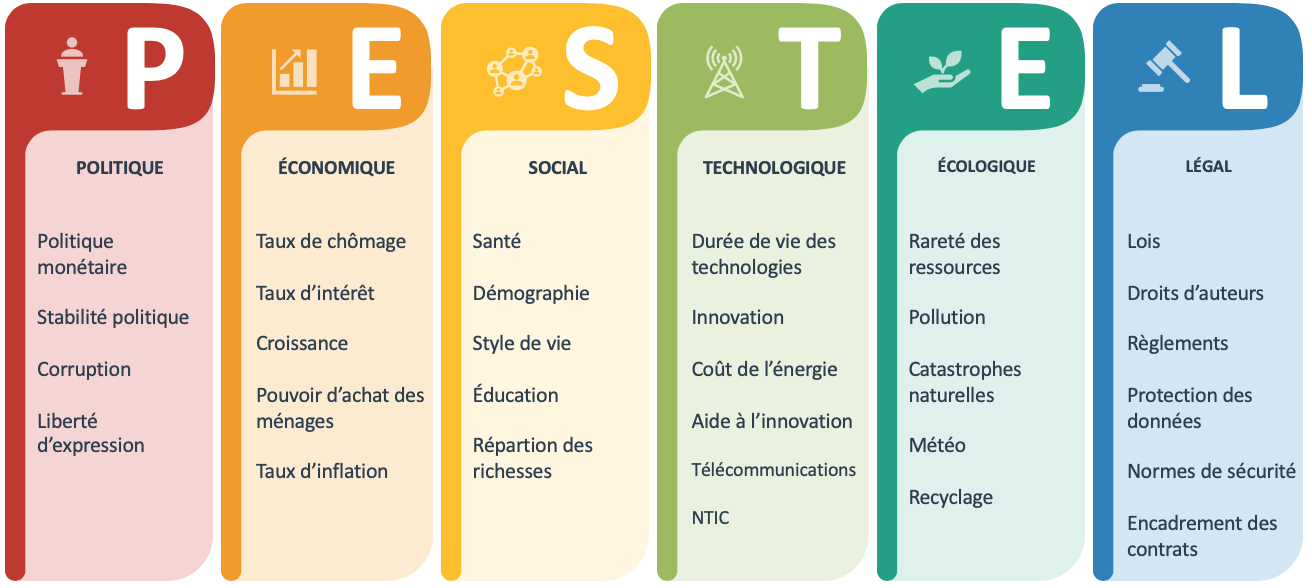 P
POLITIQUE
Politique
monétaire
Stabilité politique
Corruption
Liberté
d’expression
E
ÉCONOMIQUE
Taux de chômage
Taux d’intérêt
Croissance
Pouvoir d’achat des
ménages
Taux d’inflation
S
SOCIAL
Santé
Démographie
Style de vie
Éducation
Répartion des
richesses
T
TECHNOLOGIQUE
Durée de vie des
technologies
Innovation
Coût de l’énergie
Aide à l’innovation
Télécommunications
NTIC
E
ÉCOLOGIQUE
Rareté des
ressources
Pollution
Catastrophes
naturelles
Météo
Recyclage
L
LÉGAL
Lois
Droits d’auteurs
Règlements
Protection des
données
Normes de sécurité
Encadrement des
contrats